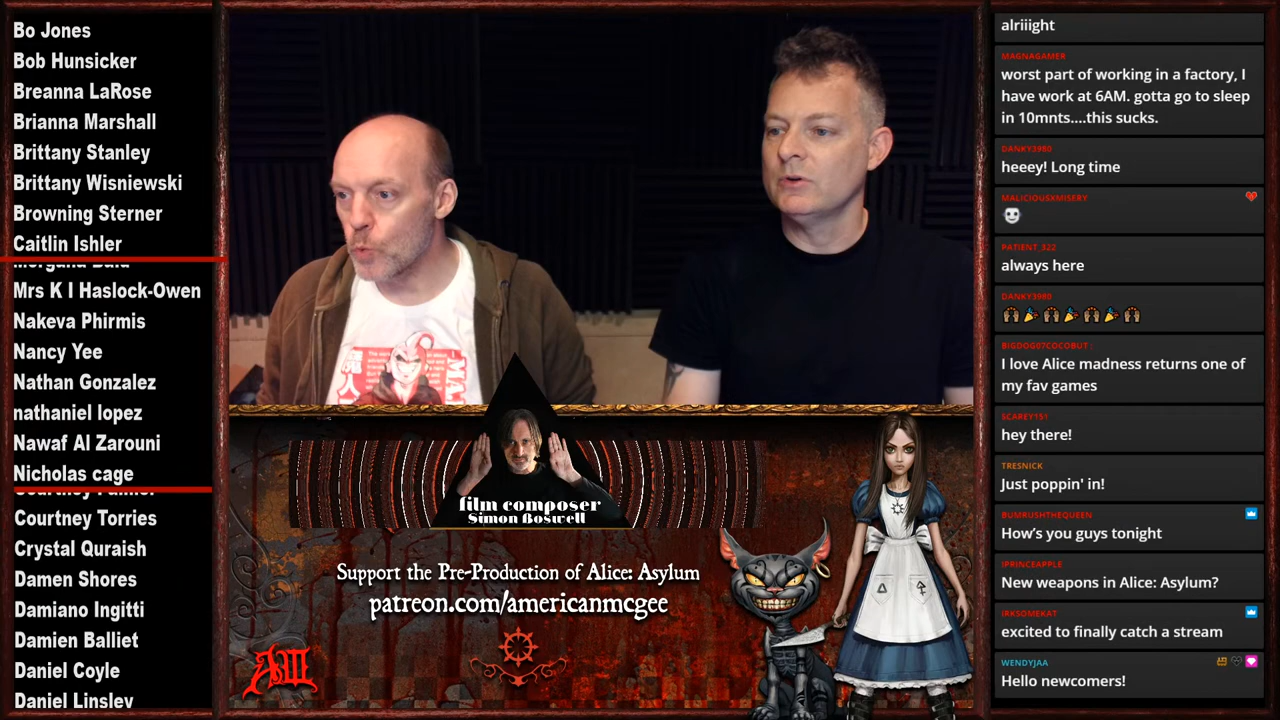 Bo Jones
Bob Hunsicker
Breanna LaRose
Brianna Marshall
Brittany Stanley
Brittany Wisniewski
Browning Sterner
Caitlin Ishler
Mrs K I Haslock-Owen
Nakeva Phirmis
Nancy Yee
Nathan Gonzalez
nathaniel lopez
Nawaf Al Zarouni
Nicholas cage
Courtney Torries
Crystal Quraish
Damen Shores
Damiano Ingitti
Damien Balliet
Daniel Coyle
Daniel Linsley
film composer
Simon Boswell
Support the Pre-Production of Alice: Asylum
patreon.com/americanmcgee
alriiight
MAGNAGAMER
worst part of working in a factory, I
have work at 6AM. gotta go to sleep
in 10mnts....this sucks.
DANKY3980
heeey! Long time
MALICIOUSXMISERY
PATIENT_322
always here
DANKY3980
BIGDOG07COCOBUT
I love Alice madness returns one of
my fav games
SCAREY151
hey there!
TRESNICK
Just poppin' in!
BUMRUSHTHEQUEEN
How's you guys tonight
IPRINCEAPPLE
New weapons in Alice: Asylum?
IRKSOMEKAT
excited to finally catch a stream
WENDYJAA
Hello newcomers!